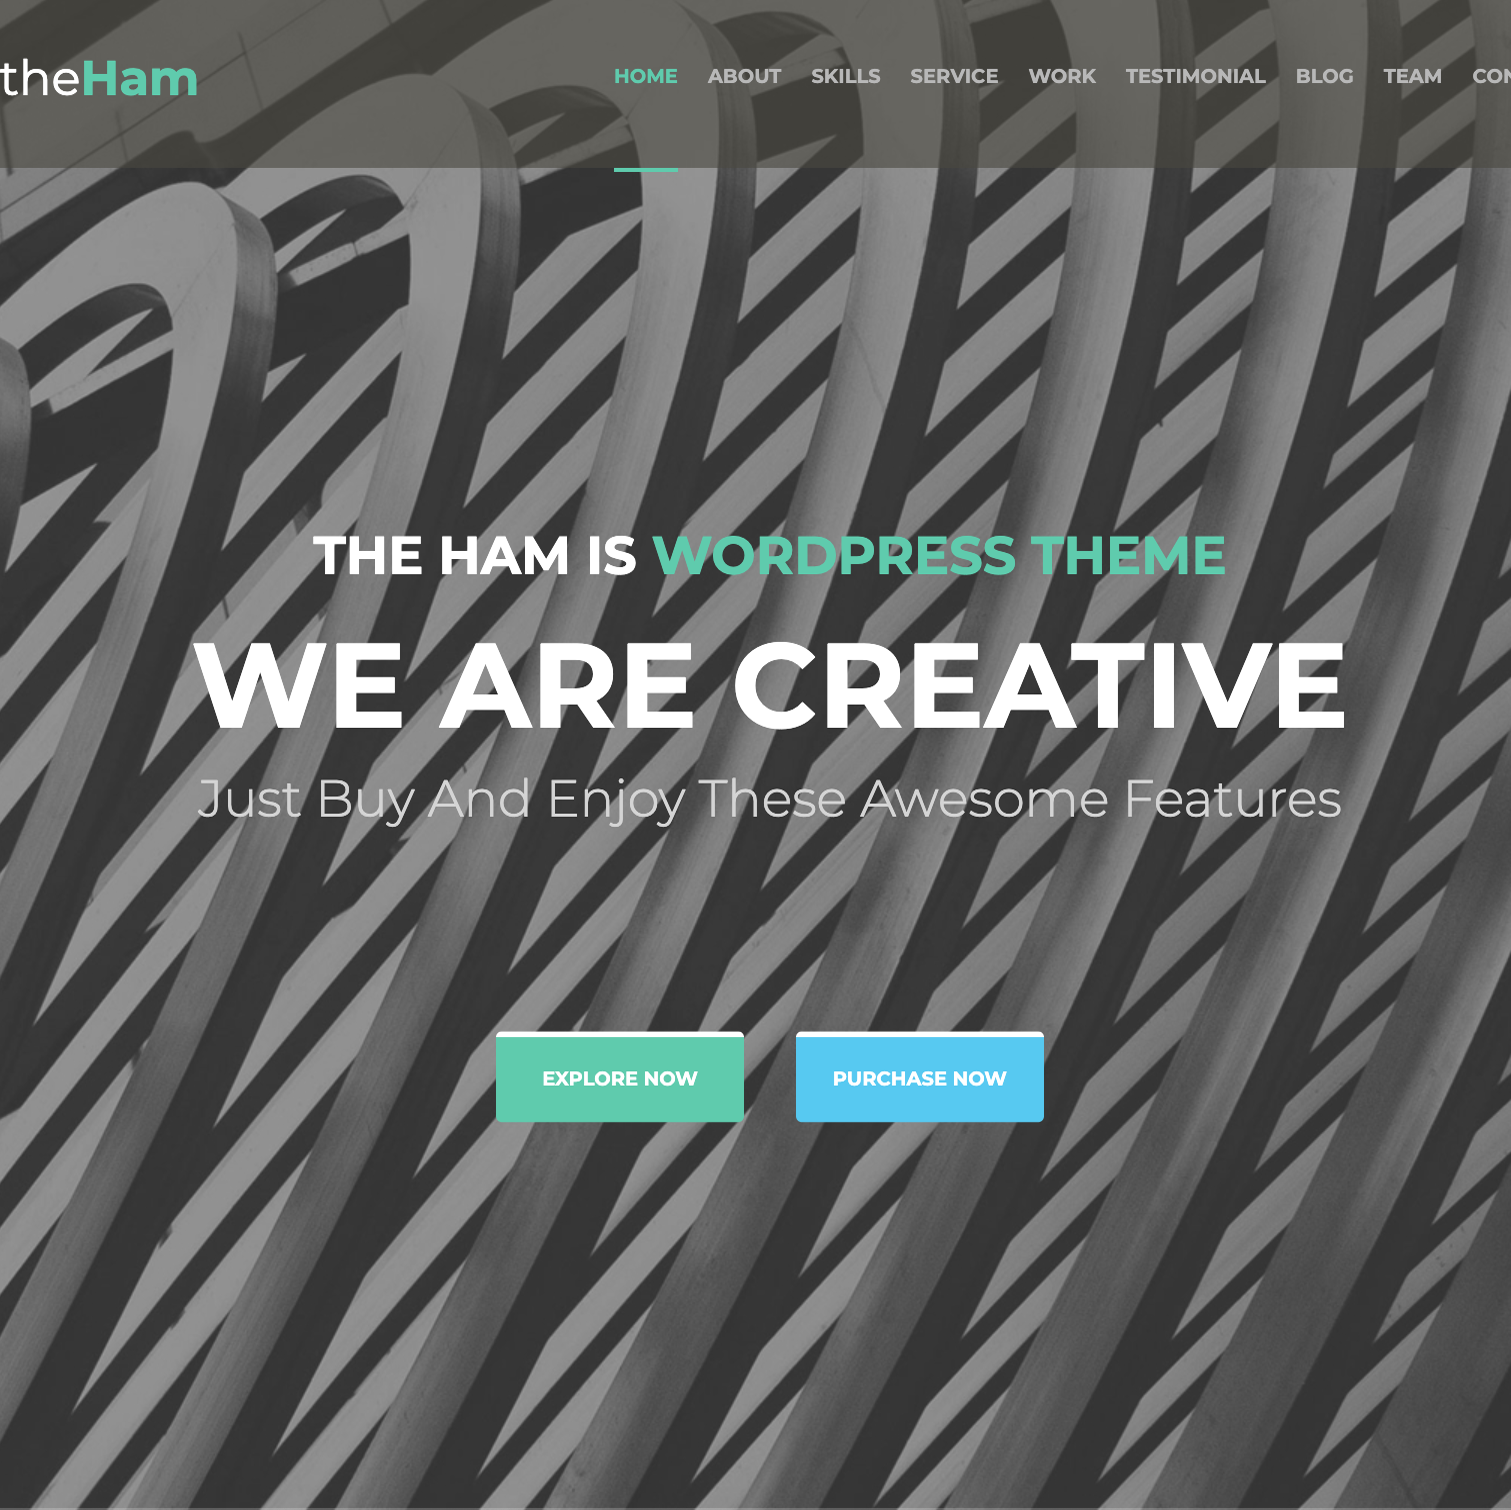 theHam
HOME ABOUT SKILLS SERVICE WORK TESTIMONIAL BLOG TEAM
THE HAM IS WORDPRESS THEME
WE ARE CREATIVE
Just Buy And Enjoy These Awesome Features
EXPLORE NOW PURCHASE NOW